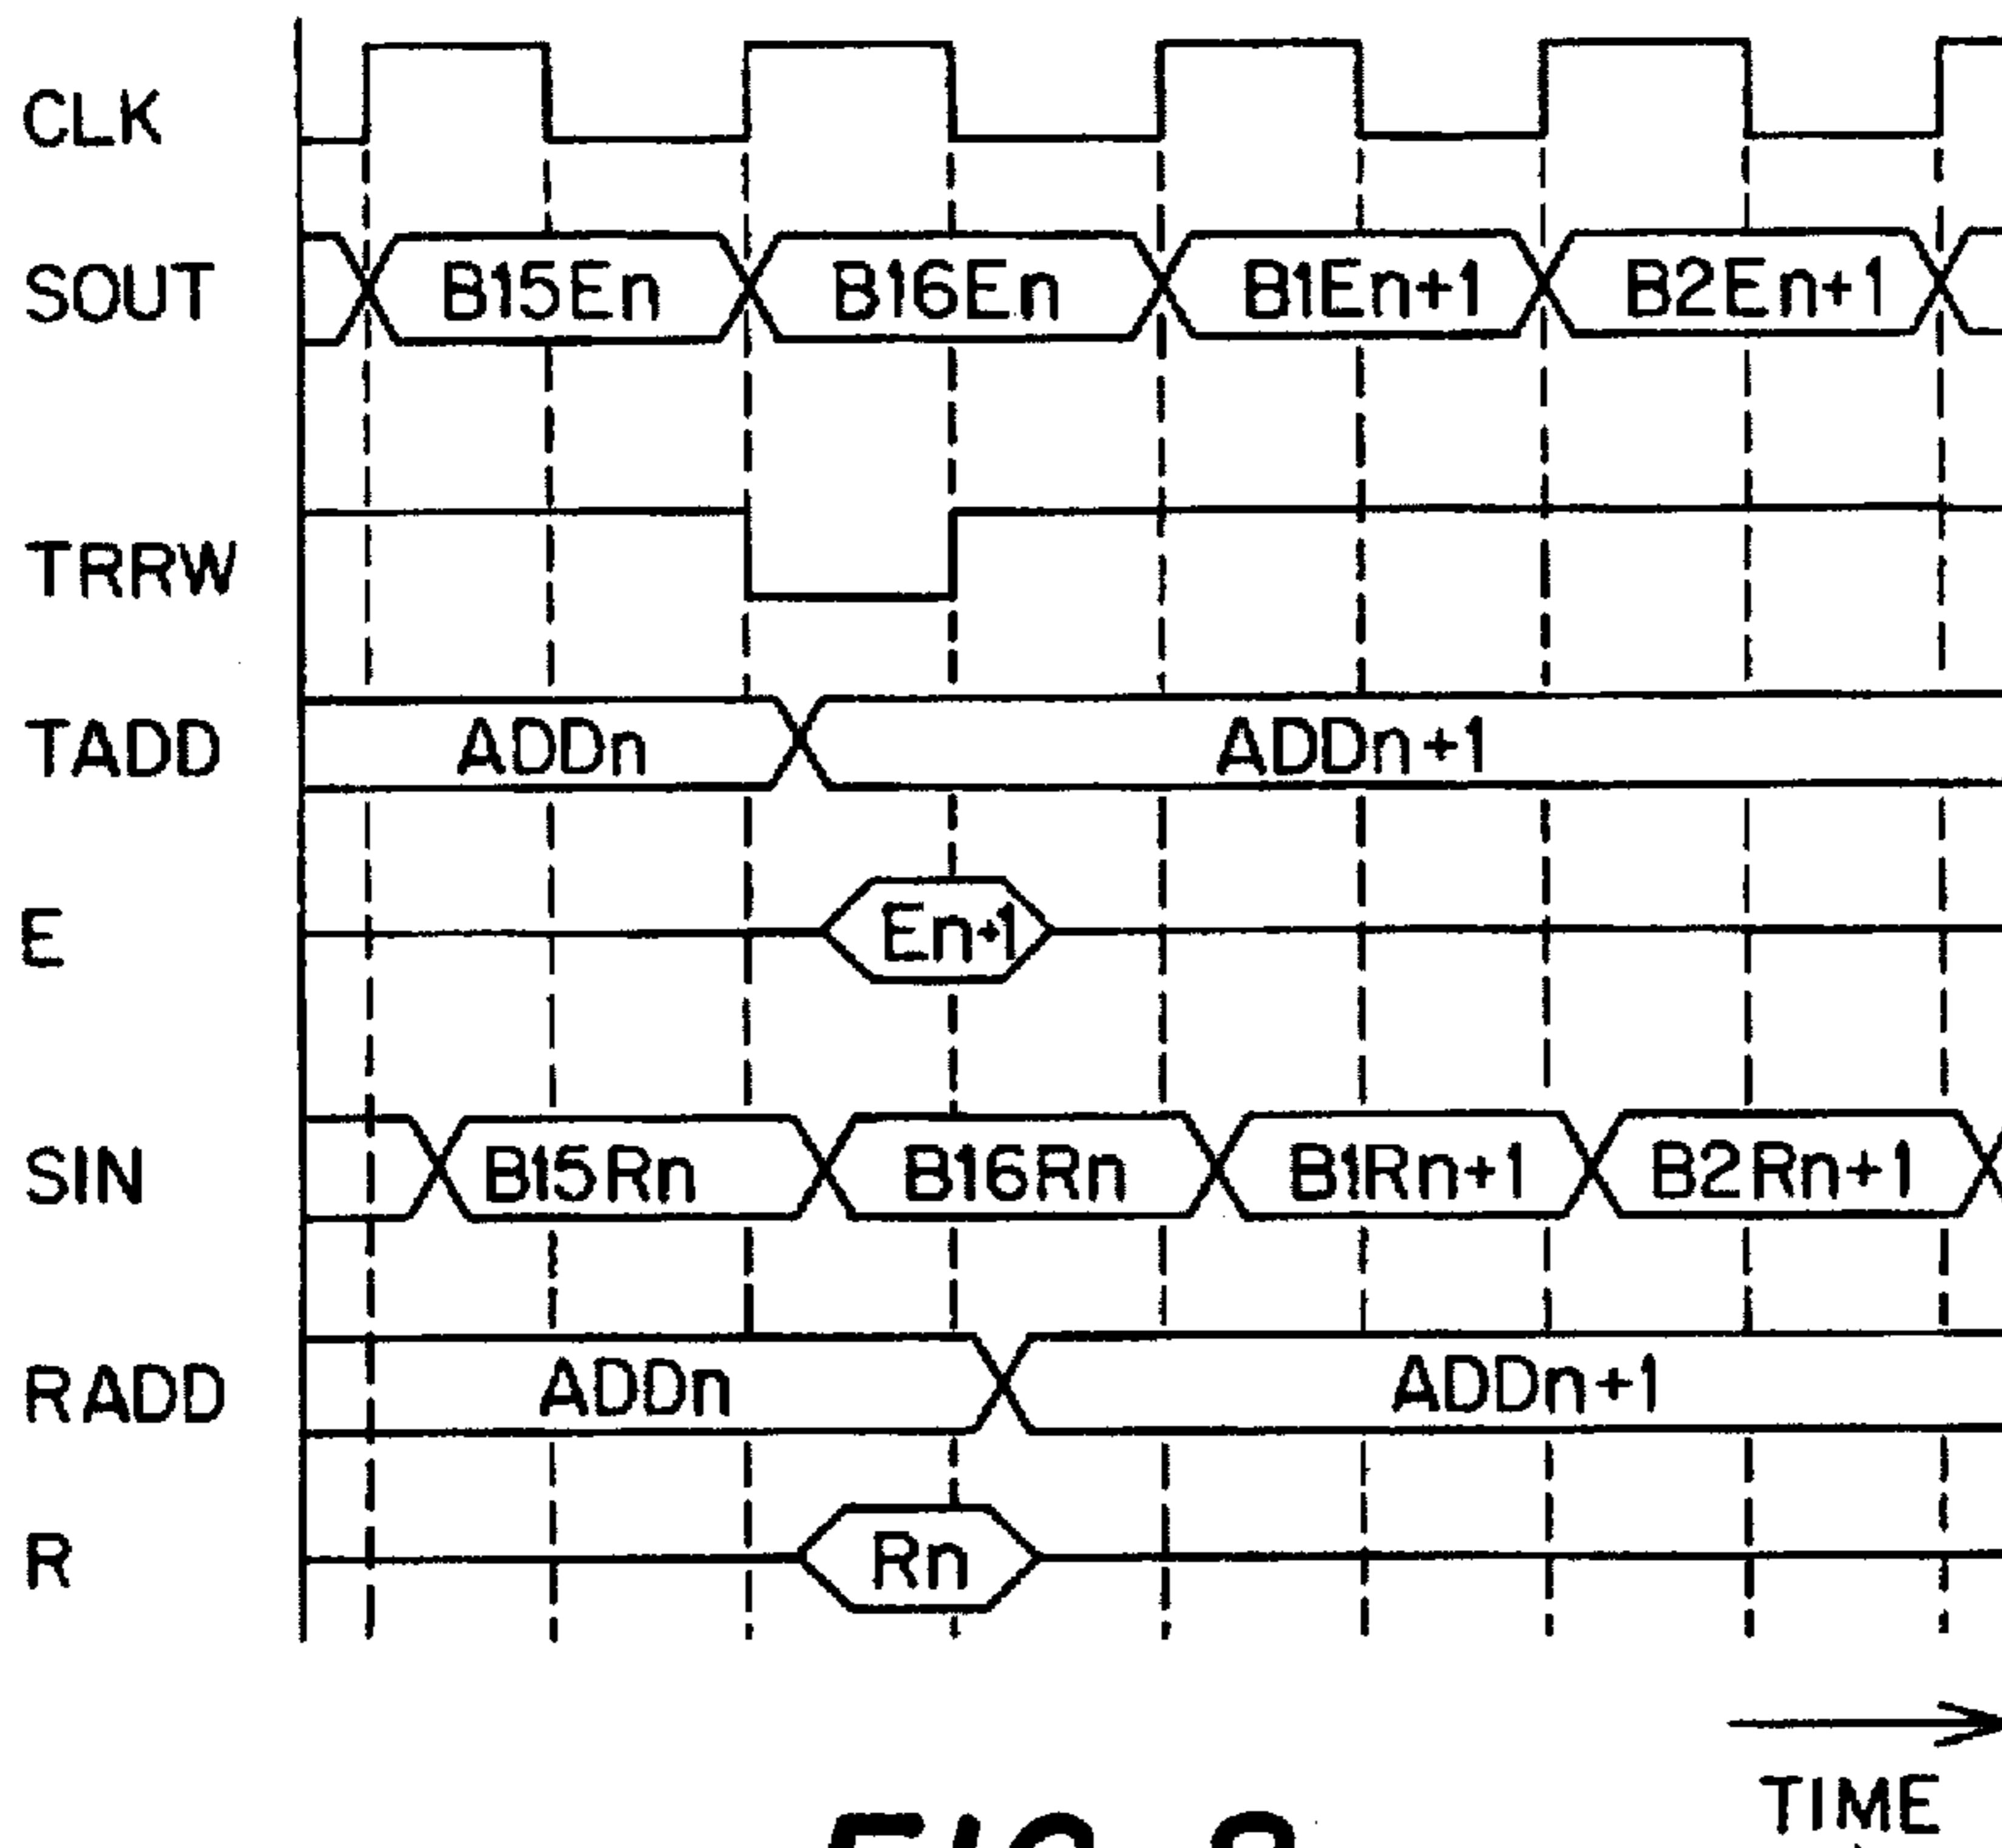 CLK
SOUT B15En B16En B1En+1 B2En+1
TRRW
TADD ADDn ADDn+1
E En+1
SIN B15Rn B16Rn B1Rn+1 B2Rn+1
RADD ADDn ADDn+1
R Rn
TIME